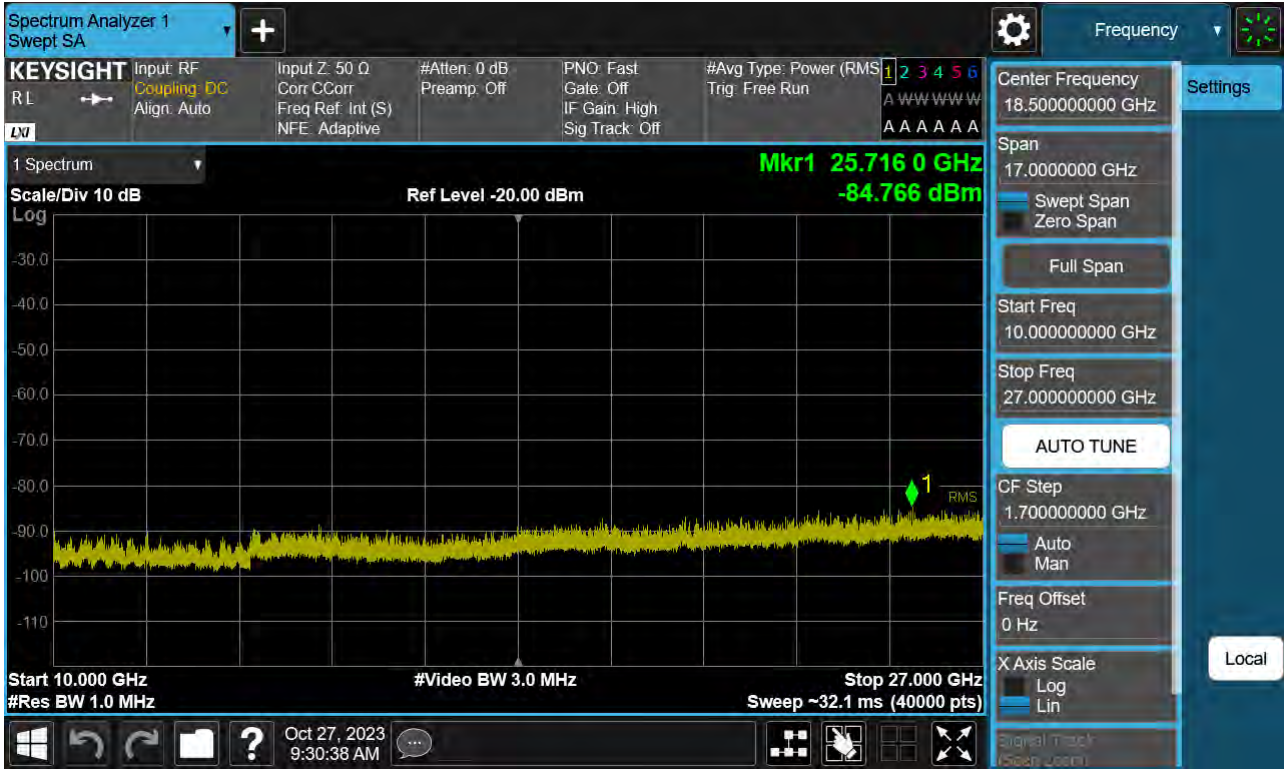 Spectrum Analyzer 1
Swept SA
Frequency
KEYSIGHT
R L
LXI
Input: RF
Coupling: DC
Align: Auto
Input Z: 50 Ω
Corr CCorr
Freq Ref: Int (S)
NFE: Adaptive
#Atten: 0 dB
Preamp: Off
PNO: Fast
Gate: Off
IF Gain: High
Sig Track: Off
#Avg Type: Power (RMS
Trig: Free Run
1 2 3 4 5 6
A W W W W W
A A A A A A
1 Spectrum
Scale/Div 10 dB
Ref Level -20.00 dBm
Mkr1 25.716 0 GHz
-84.766 dBm
Log
-30.0
-40.0
-50.0
-60.0
-70.0
-80.0
-90.0
-100
-110
1
RMS
Start 10.000 GHz
#Video BW 3.0 MHz
Stop 27.000 GHz
#Res BW 1.0 MHz
Sweep ~32.1 ms (40000 pts)
Center Frequency
18.500000000 GHz
Span
17.0000000 GHz
Swept Span
Zero Span
Full Span
Start Freq
10.000000000 GHz
Stop Freq
27.000000000 GHz
AUTO TUNE
CF Step
1.700000000 GHz
Auto
Man
Freq Offset
0 Hz
X Axis Scale
Log
Lin
Signal Track
(Span Zoom)
Settings
Local
?
Oct 27, 2023
9:30:38 AM